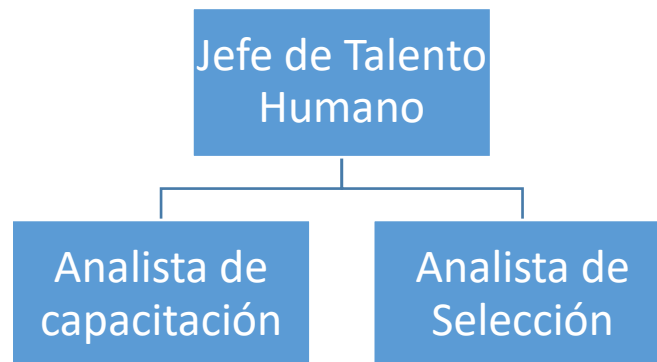 Jefe de Talento
Humano
Analista de
capacitación
Analista de
Selección